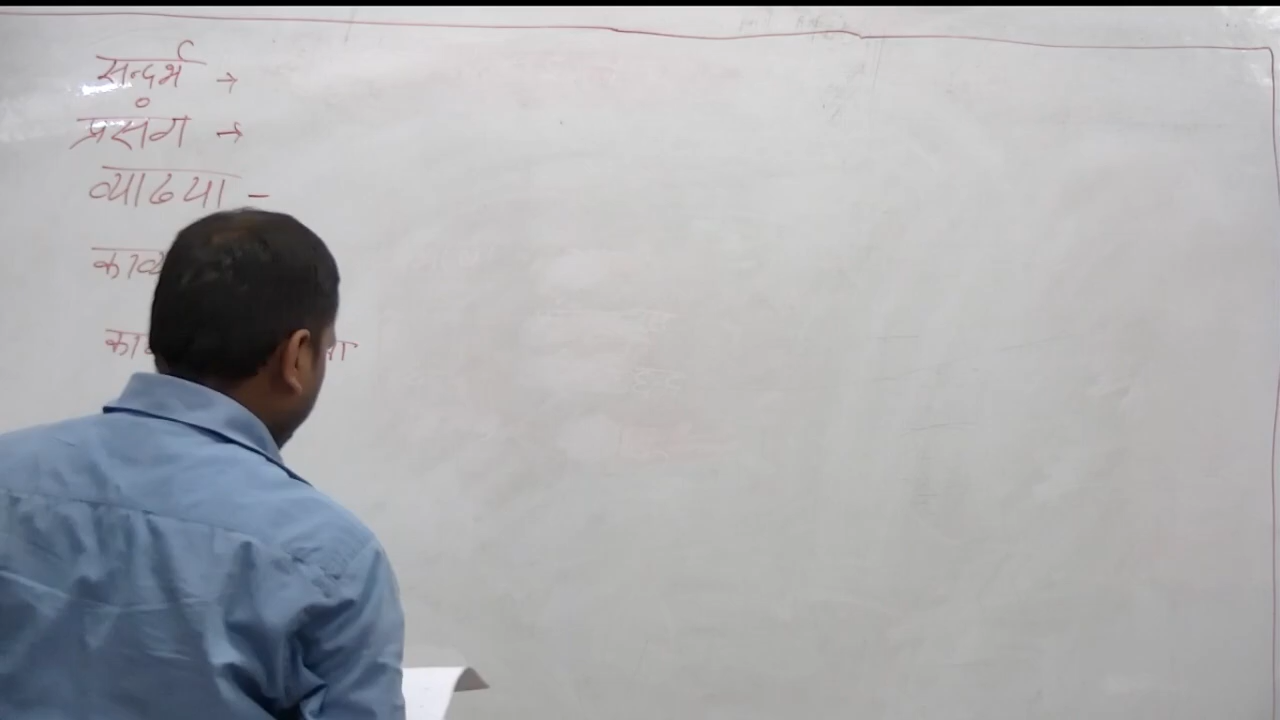 सन्दर्भ →
प्रसंग →
व्याख्या -
काव्य
का